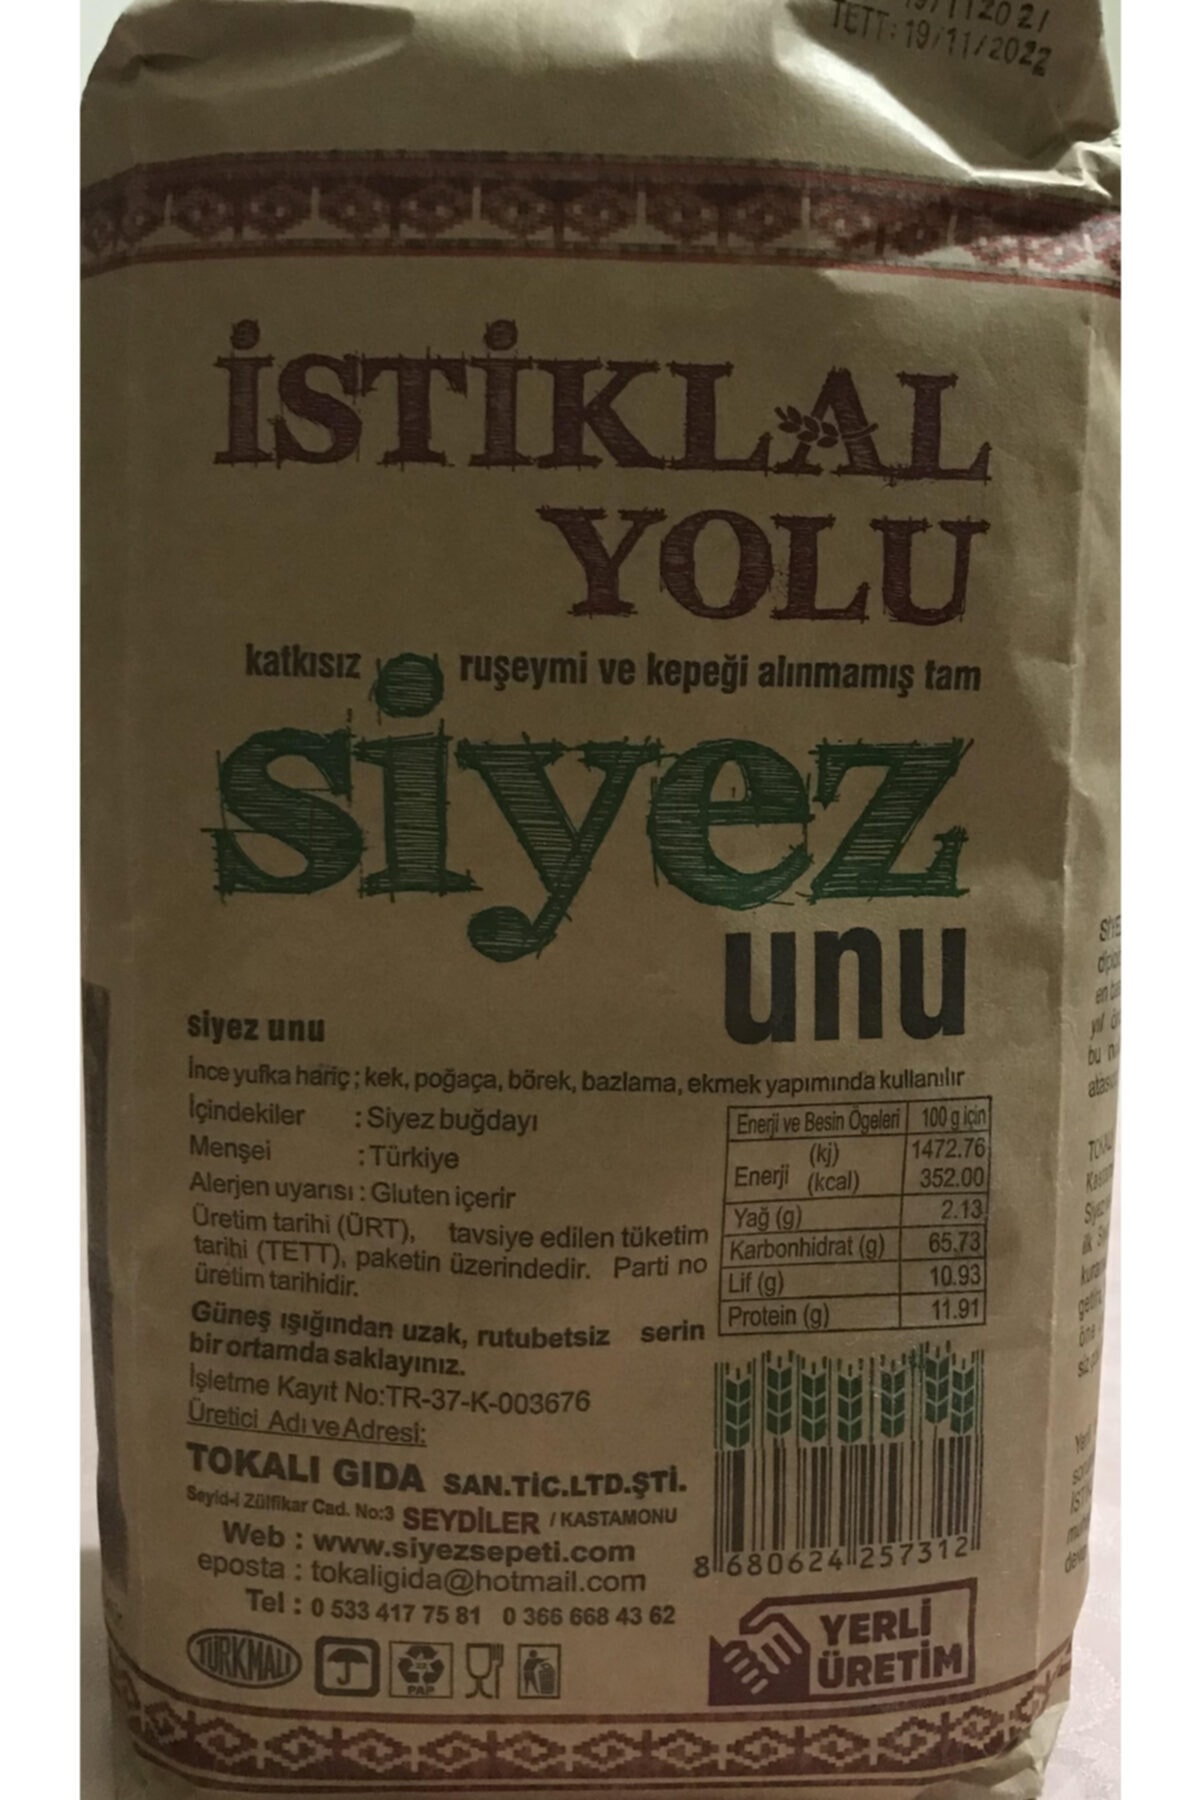 TETT: 19/11/2022
İSTİKLAL
YOLU
katkısız ruşeymi ve kepeği alınmamış tam
siyez
unu
siyez unu
İnce yufka hariç; kek, poğaça, börek, bazlama, ekmek yapımında kullanılır
İçindekiler : Siyez buğdayı
Menşei : Türkiye
Alerjen uyarısı : Gluten içerir
Üretim tarihi (ÜRT), tavsiye edilen tüketim
tarihi (TETT), paketin üzerindedir. Parti no
üretim tarihidir.
Güneş ışığından uzak, rutubetsiz serin
bir ortamda saklayınız.
İşletme Kayıt No:TR-37-K-003676
Üretici Adı ve Adresi:
TOKALI GIDA SAN.TİC.LTD.ŞTİ.
Seyid-i Zülfikar Cad. No:3 SEYDİLER / KASTAMONU
Web : www.siyezsepeti.com
eposta : tokaligida@hotmail.com
Tel : 0 533 417 75 81 0 366 668 43 62
Enerji ve Besin Ögeleri 100 g için
Enerji (kj) 1472.76
(kcal) 352.00
Yağ (g) 2.13
Karbonhidrat (g) 65.73
Lif (g) 10.93
Protein (g) 11.91
8 680624 257312
TÜRKMALI
PAP
YERLİ
ÜRETİM